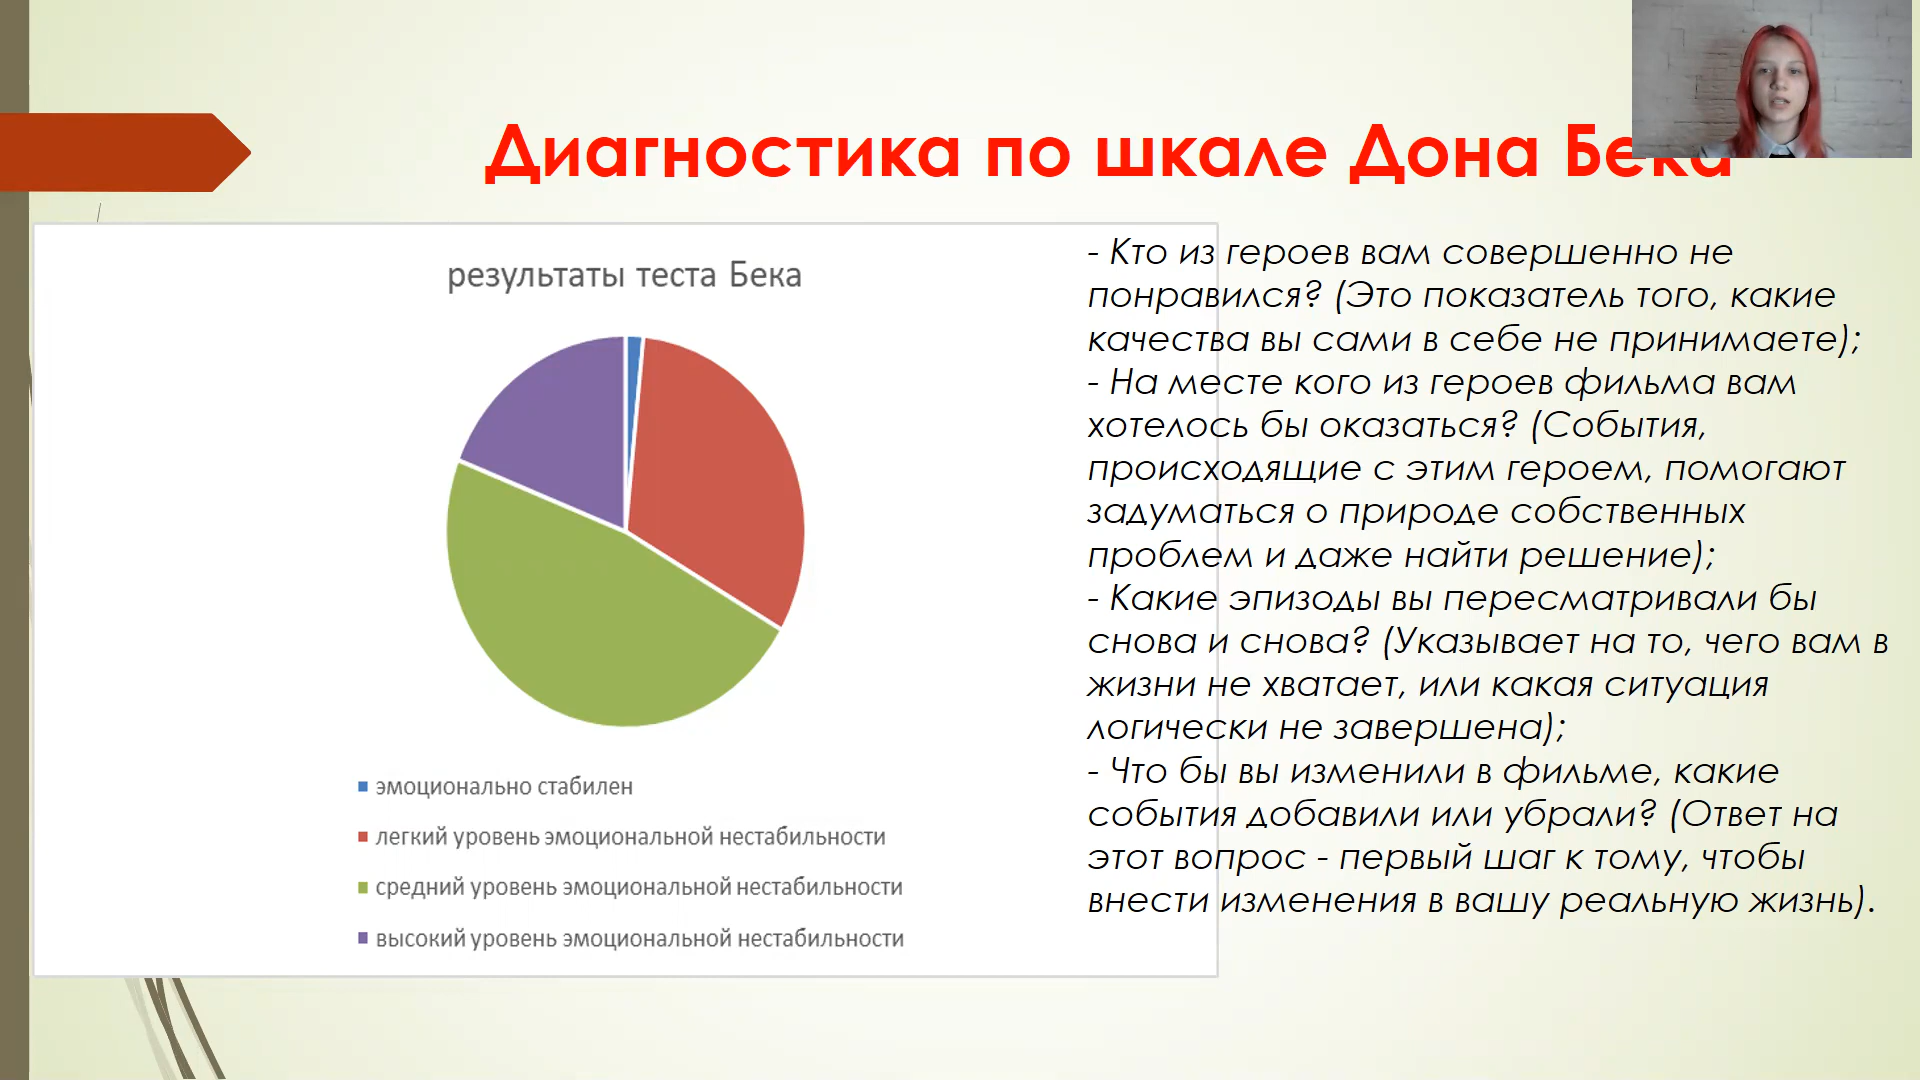 Диагностика по шкале Дона Бека
результаты теста Бека
эмоционально стабилен
легкий уровень эмоциональной нестабильности
средний уровень эмоциональной нестабильности
высокий уровень эмоциональной нестабильности
- Кто из героев вам совершенно не
понравился? (Это показатель того, какие
качества вы сами в себе не принимаете);
- На месте кого из героев фильма вам
хотелось бы оказаться? (События,
происходящие с этим героем, помогают
задуматься о природе собственных
проблем и даже найти решение);
- Какие эпизоды вы пересматривали бы
снова и снова? (Указывает на то, чего вам в
жизни не хватает, или какая ситуация
логически не завершена);
- Что бы вы изменили в фильме, какие
события добавили или убрали? (Ответ на
этот вопрос - первый шаг к тому, чтобы
внести изменения в вашу реальную жизнь).